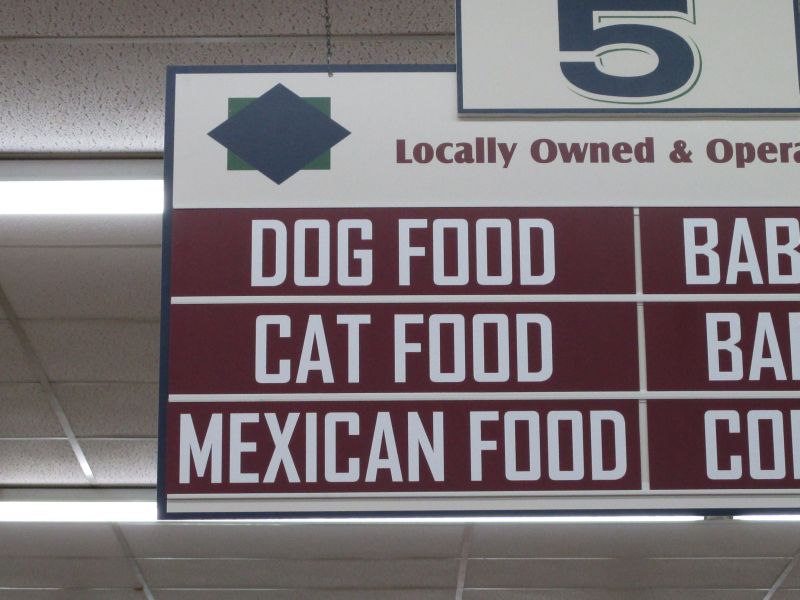 5
Locally Owned &
DOG FOOD
CAT FOOD
MEXICAN FOOD